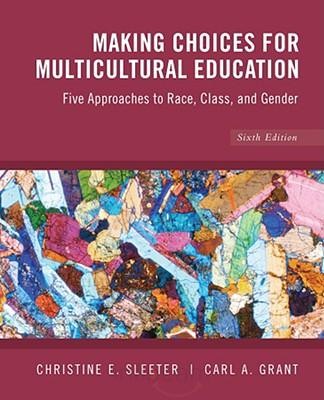 MAKING CHOICES FOR
MULTICULTURAL EDUCATION
Five Approaches to Race, Class, and Gender
Sixth Edition
CHRISTINE E. SLEETER | CARL A. GRANT